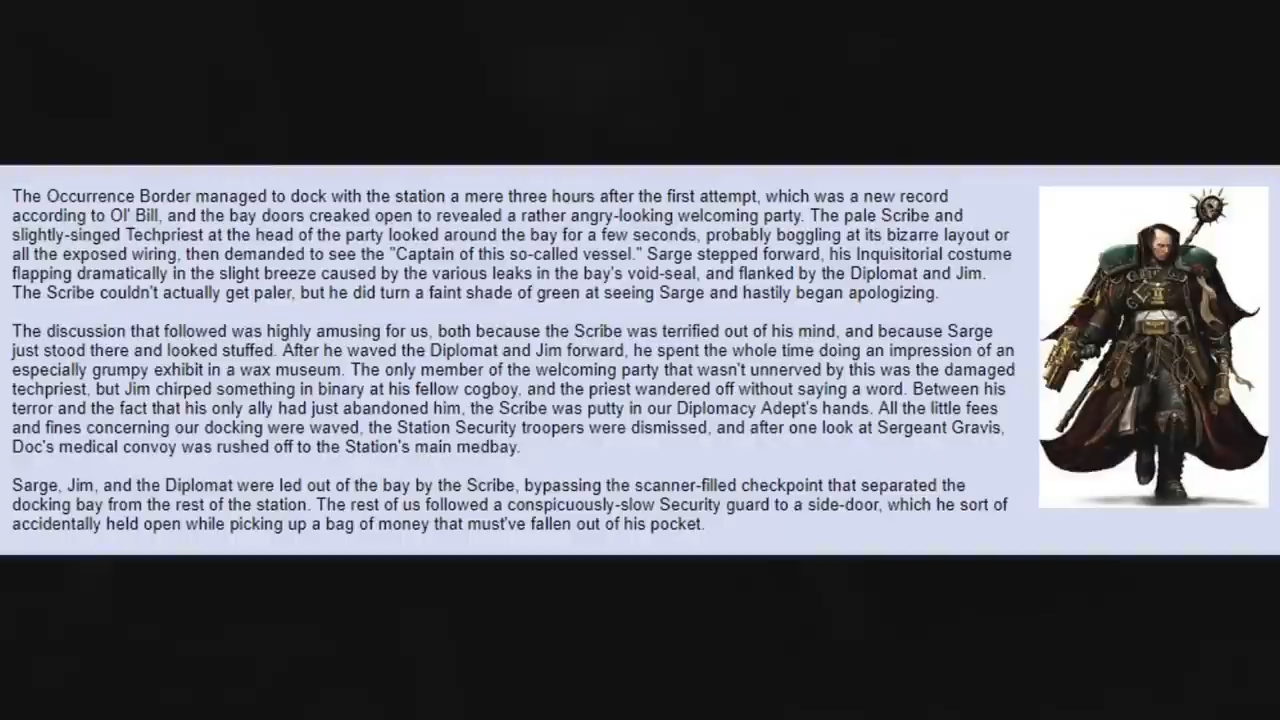 The Occurrence Border managed to dock with the station a mere three hours after the first attempt, which was a new record
according to Ol' Bill, and the bay doors creaked open to revealed a rather angry-looking welcoming party. The pale Scribe and
slightly-singed Techpriest at the head of the party looked around the bay for a few seconds, probably boggling at its bizarre layout or
all the exposed wiring, then demanded to see the "Captain of this so-called vessel." Sarge stepped forward, his Inquisitorial costume
flapping dramatically in the slight breeze caused by the various leaks in the bay's void-seal, and flanked by the Diplomat and Jim.
The Scribe couldn't actually get paler, but he did turn a faint shade of green at seeing Sarge and hastily began apologizing.
The discussion that followed was highly amusing for us, both because the Scribe was terrified out of his mind, and because Sarge
just stood there and looked stuffed. After he waved the Diplomat and Jim forward, he spent the whole time doing an impression of an
especially grumpy exhibit in a wax museum. The only member of the welcoming party that wasn't unnerved by this was the damaged
techpriest, but Jim chirped something in binary at his fellow cogboy, and the priest wandered off without saying a word. Between his
terror and the fact that his only ally had just abandoned him, the Scribe was putty in our Diplomacy Adept's hands. All the little fees
and fines concerning our docking were waved, the Station Security troopers were dismissed, and after one look at Sergeant Gravis,
Doc's medical convoy was rushed off to the Station's main medbay.
Sarge, Jim, and the Diplomat were led out of the bay by the Scribe, bypassing the scanner-filled checkpoint that separated the
docking bay from the rest of the station. The rest of us followed a conspicuously-slow Security guard to a side-door, which he sort of
accidentally held open while picking up a bag of money that must've fallen out of his pocket.